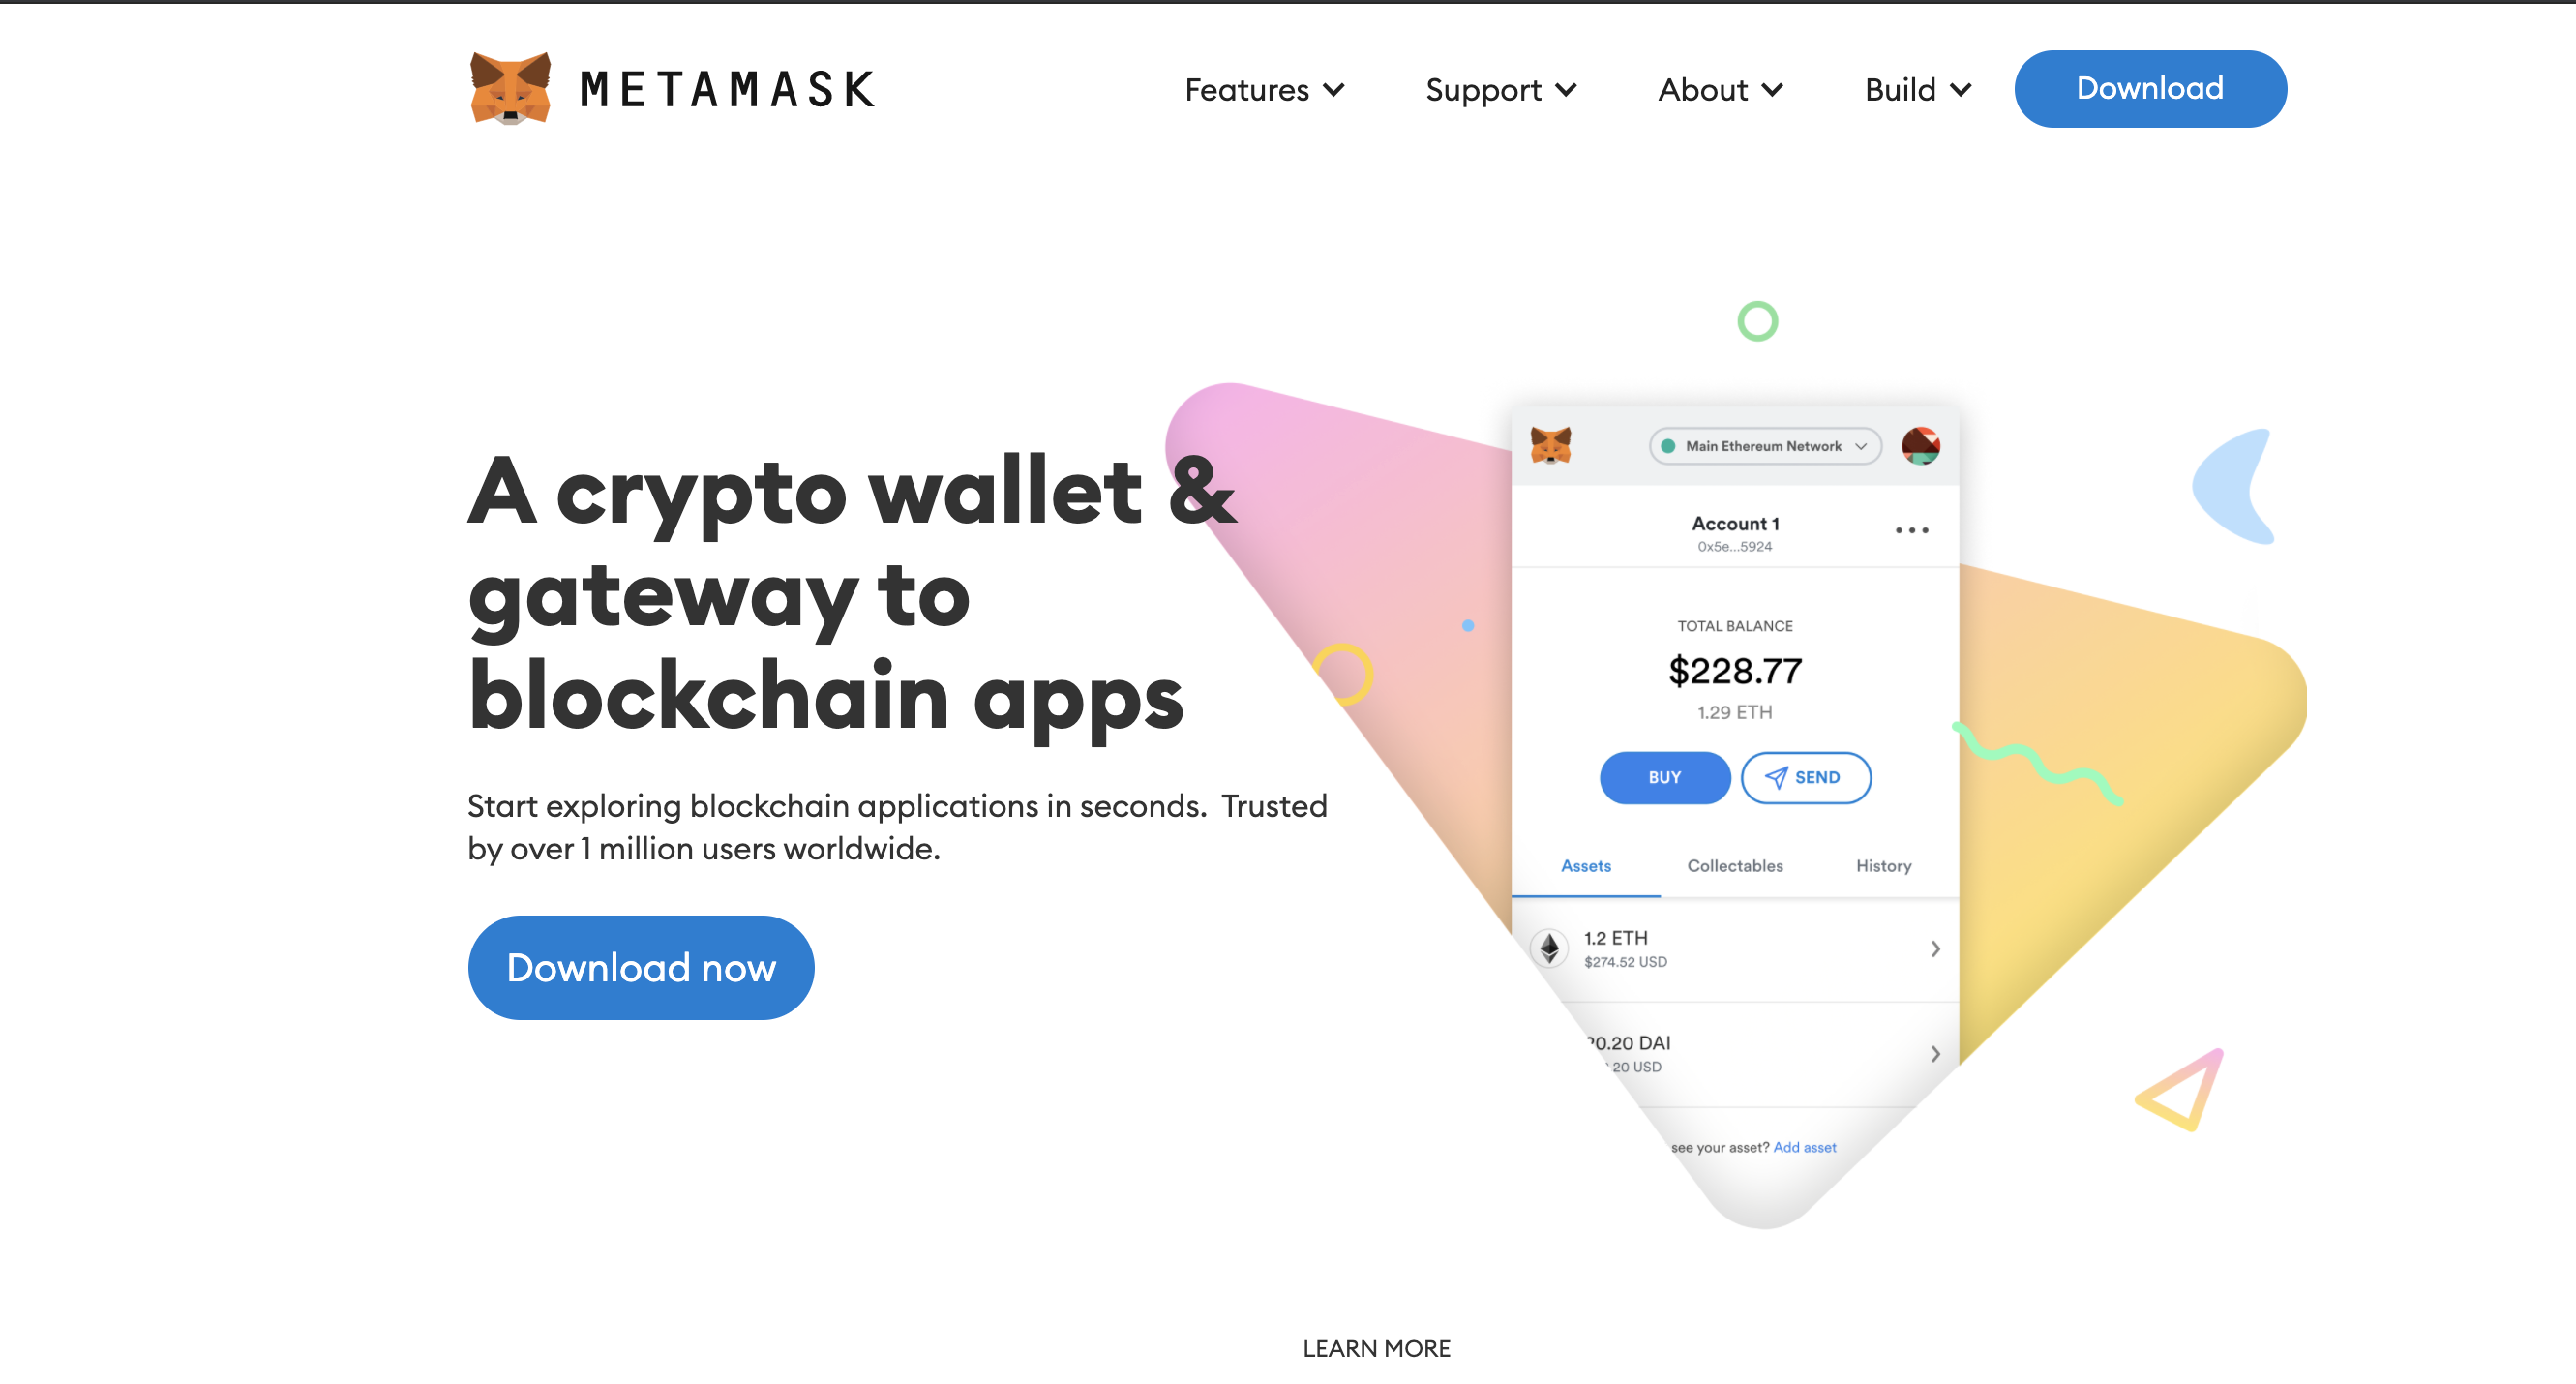 METAMASK
Features
Support
About
Build
Download
A crypto wallet &
gateway to
blockchain apps
Start exploring blockchain applications in seconds. Trusted
by over 1 million users worldwide.
Download now
Main Ethereum Network
Account 1
0x5e...5924
TOTAL BALANCE
$228.77
1.29 ETH
BUY
SEND
Assets
Collectables
History
1.2 ETH
$274.52 USD
0.20 DAI
20 USD
see your asset? Add asset
LEARN MORE